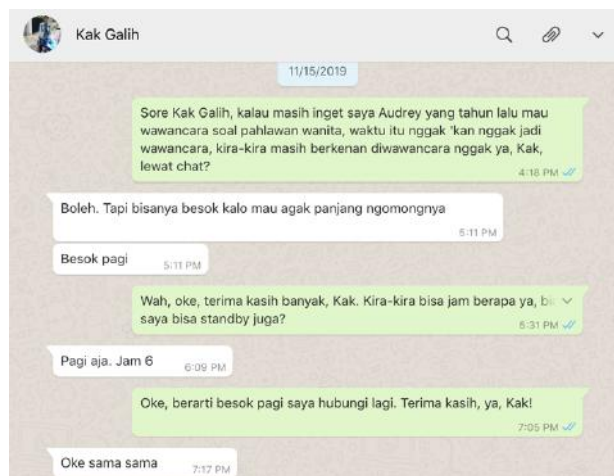 Kak Galih
11/15/2019
Sore Kak Galih, kalau masih inget saya Audrey yang tahun lalu mau
wawancara soal pahlawan wanita, waktu itu nggak 'kan nggak jadi
wawancara, kira-kira masih berkenan diwawancara nggak ya, Kak,
lewat chat?
4:18 PM
Boleh. Tapi bisanya besok kalo mau agak panjang ngomongnya
5:11 PM
Besok pagi
5:11 PM
Wah, oke, terima kasih banyak, Kak. Kira-kira bisa jam berapa ya,
saya bisa standby juga?
5:31 PM
Pagi aja. Jam 6
6:09 PM
Oke, berarti besok pagi saya hubungi lagi. Terima kasih, ya, Kak!
7:05 PM
Oke sama sama
7:17 PM